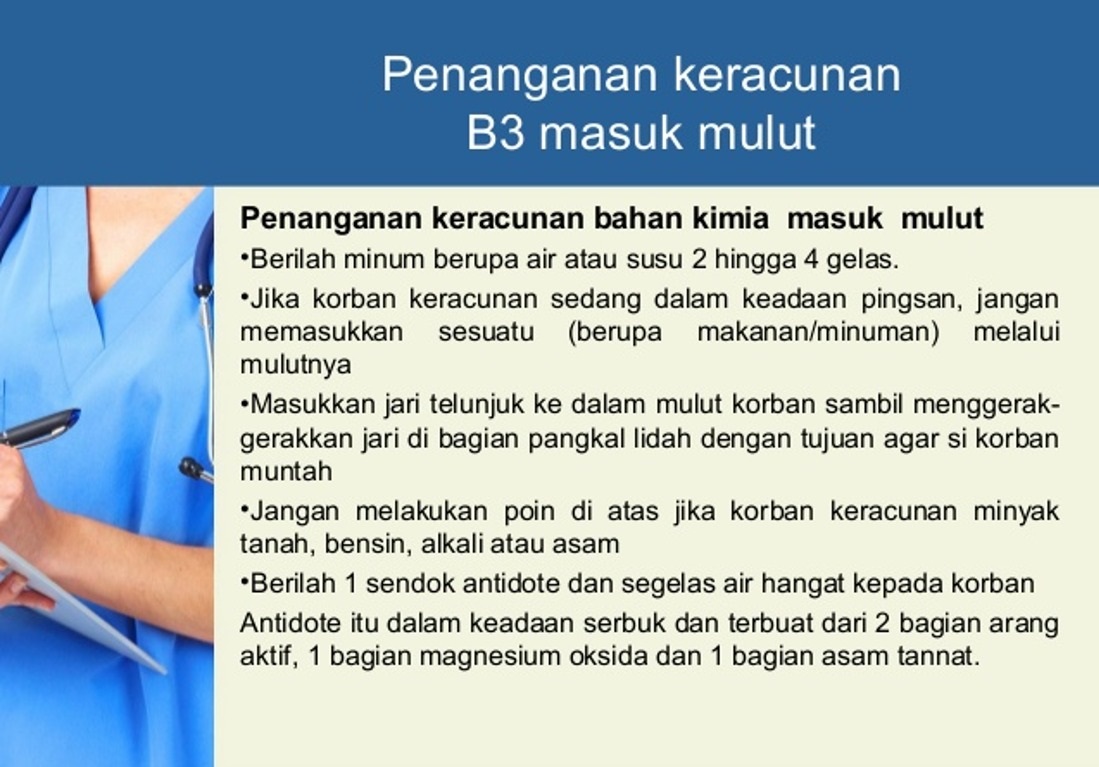 Penanganan keracunan
B3 masuk mulut
Penanganan keracunan bahan kimia masuk mulut
•Berilah minum berupa air atau susu 2 hingga 4 gelas.
•Jika korban keracunan sedang dalam keadaan pingsan, jangan
memasukkan sesuatu (berupa makanan/minuman) melalui
mulutnya
•Masukkan jari telunjuk ke dalam mulut korban sambil menggerak-
gerakkan jari di bagian pangkal lidah dengan tujuan agar si korban
muntah
•Jangan melakukan poin di atas jika korban keracunan minyak
tanah, bensin, alkali atau asam
•Berilah 1 sendok antidote dan segelas air hangat kepada korban
Antidote itu dalam keadaan serbuk dan terbuat dari 2 bagian arang
aktif, 1 bagian magnesium oksida dan 1 bagian asam tannat.